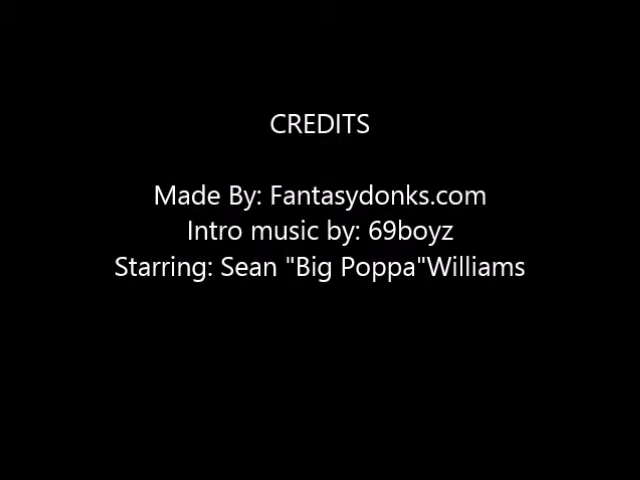 CREDITS
Made By: Fantasydonks.com
Intro music by: 69boyz
Starring: Sean "Big Poppa"Williams